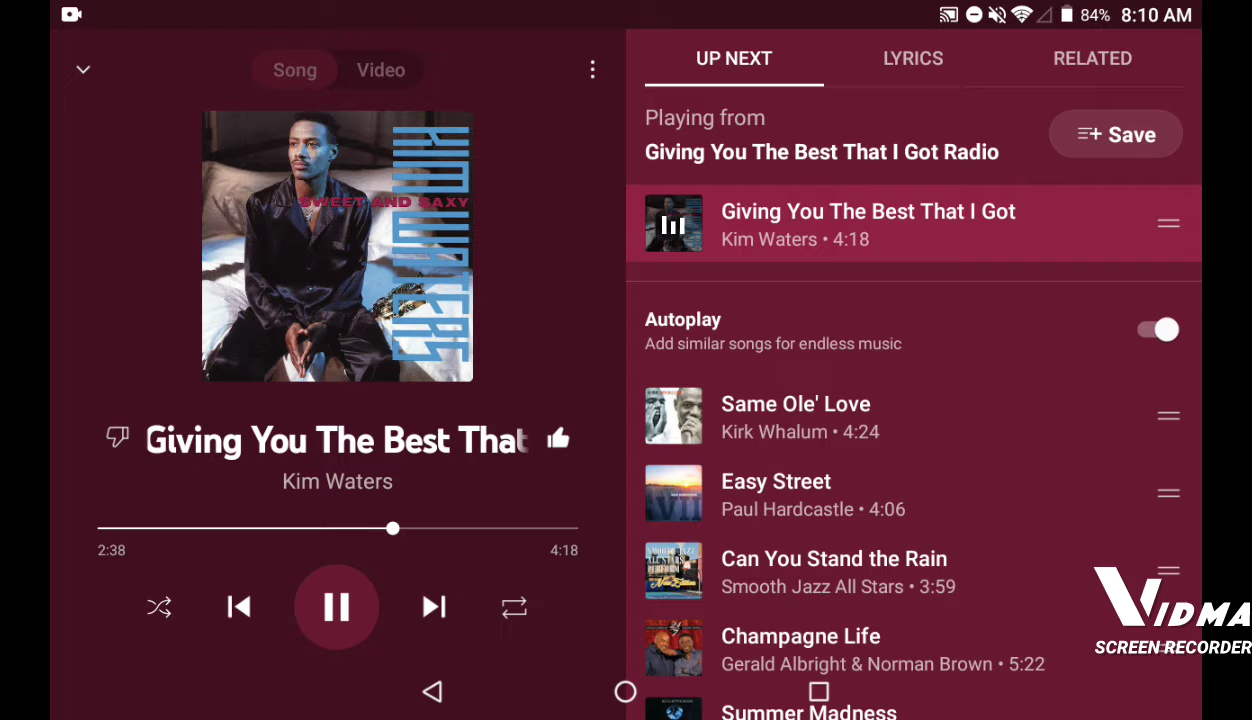 84% 8:10 AM
Song Video
KIM WATERS
SWEET AND SAXY
Giving You The Best That
Kim Waters
2:38 4:18
UP NEXT LYRICS RELATED
Playing from
Giving You The Best That I Got Radio
Save
Giving You The Best That I Got
Kim Waters • 4:18
Autoplay
Add similar songs for endless music
Same Ole' Love
Kirk Whalum • 4:24
Easy Street
Paul Hardcastle • 4:06
Can You Stand the Rain
Smooth Jazz All Stars • 3:59
Champagne Life
Gerald Albright & Norman Brown • 5:22
Summer Madness
VIDMA
SCREEN RECORDER